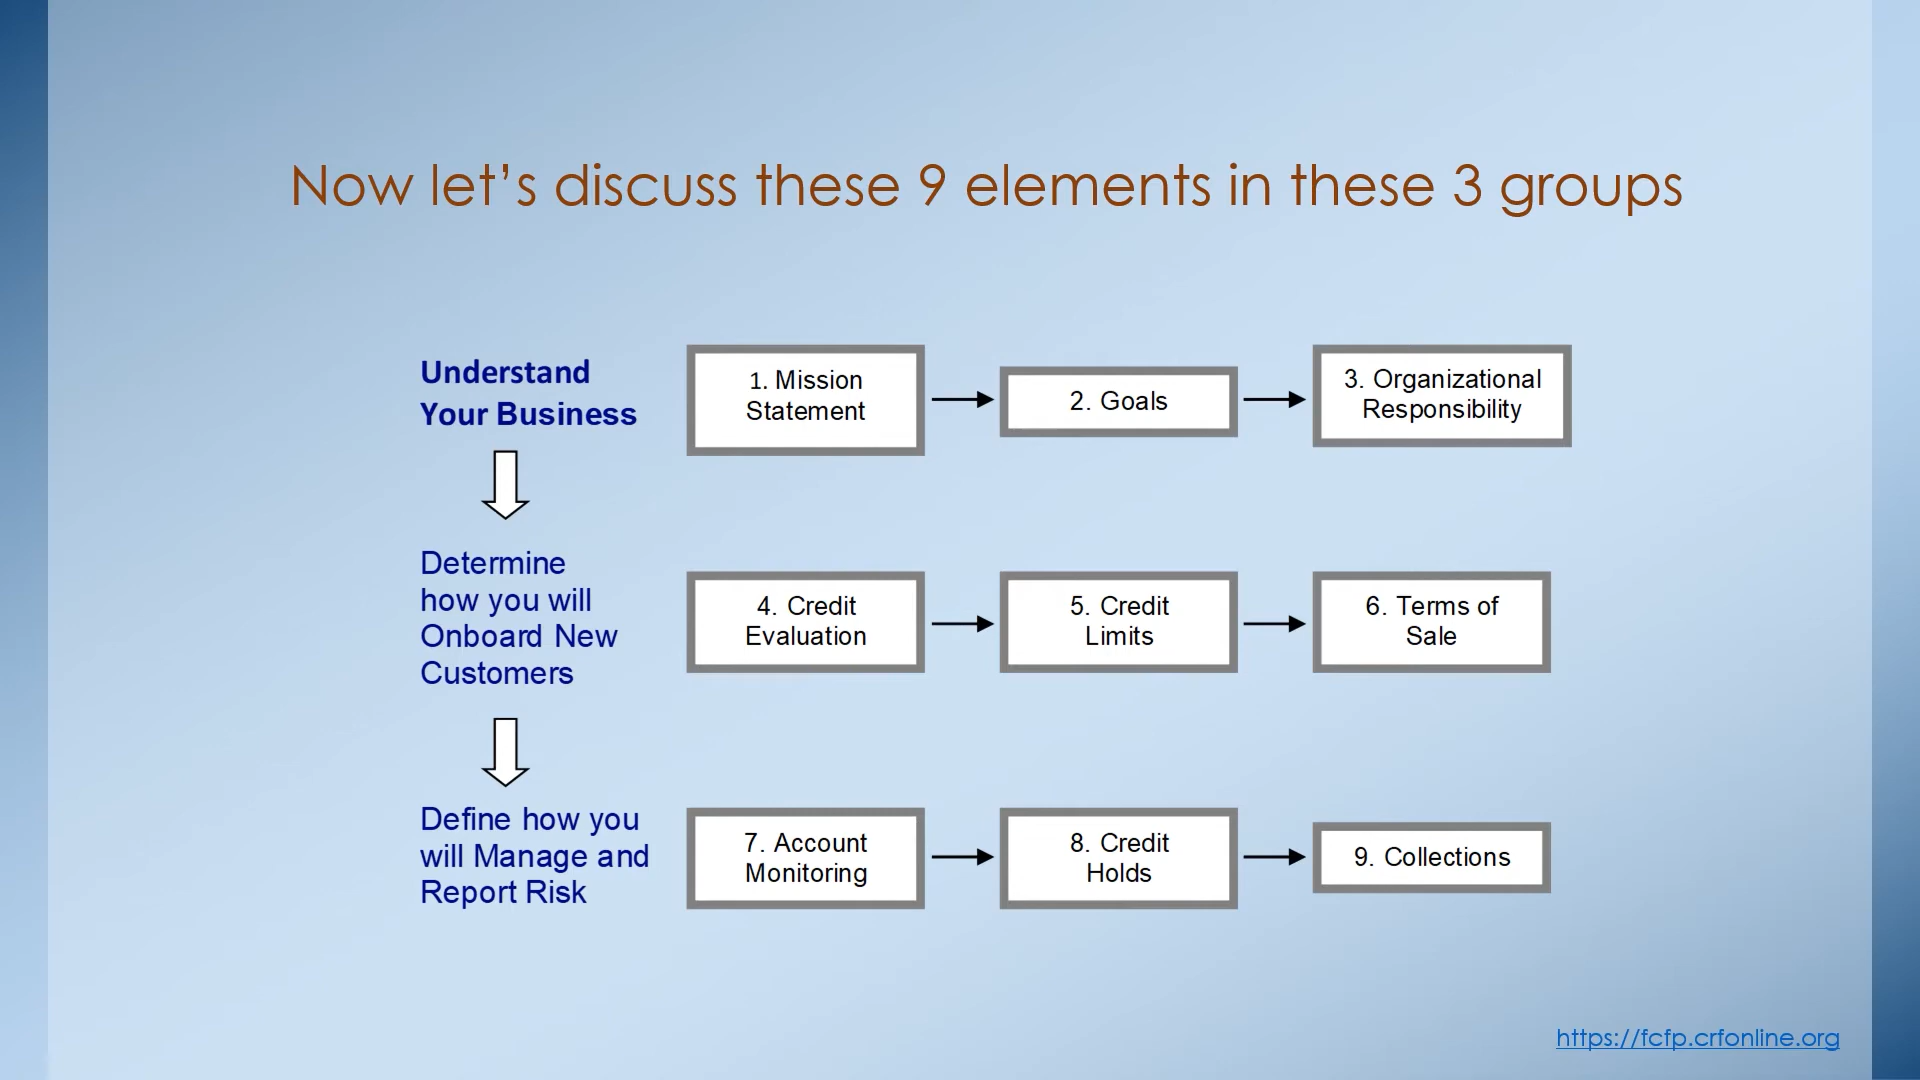 Now let’s discuss these 9 elements in these 3 groups
Understand
Your Business
1. Mission
Statement
2. Goals
3. Organizational
Responsibility
Determine
how you will
Onboard New
Customers
4. Credit
Evaluation
5. Credit
Limits
6. Terms of
Sale
Define how you
will Manage and
Report Risk
7. Account
Monitoring
8. Credit
Holds
9. Collections
https://fcfp.crfonline.org